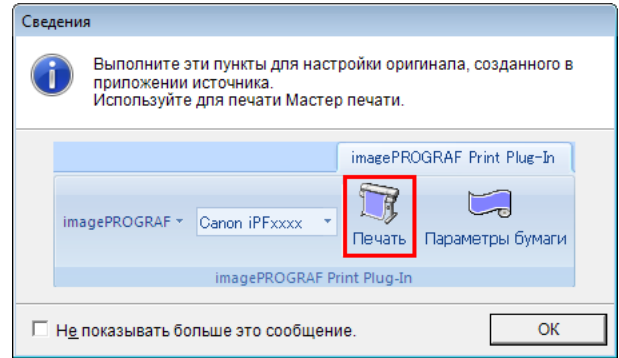 Сведения
Выполните эти пункты для настройки оригинала, созданного в
приложении источника.
Используйте для печати Мастер печати.
imagePROGRAF Print Plug-In
imagePROGRAF Canon iPFxxxx Печать Параметры бумаги
imagePROGRAF Print Plug-In
Не показывать больше это сообщение. ОК